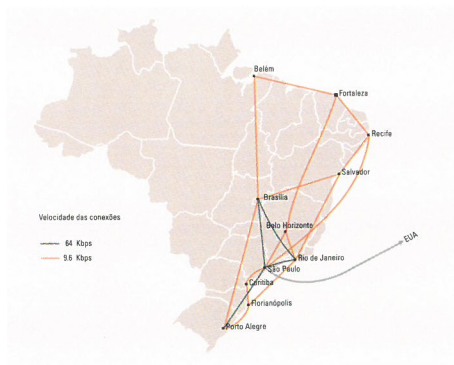 Belém
Fortaleza
Recife
Salvador
Brasília
Belo Horizonte
Rio de Janeiro
São Paulo
Curitiba
Florianópolis
Porto Alegre
EUA
Velocidade das conexões
64 Kbps
9.6 Kbps